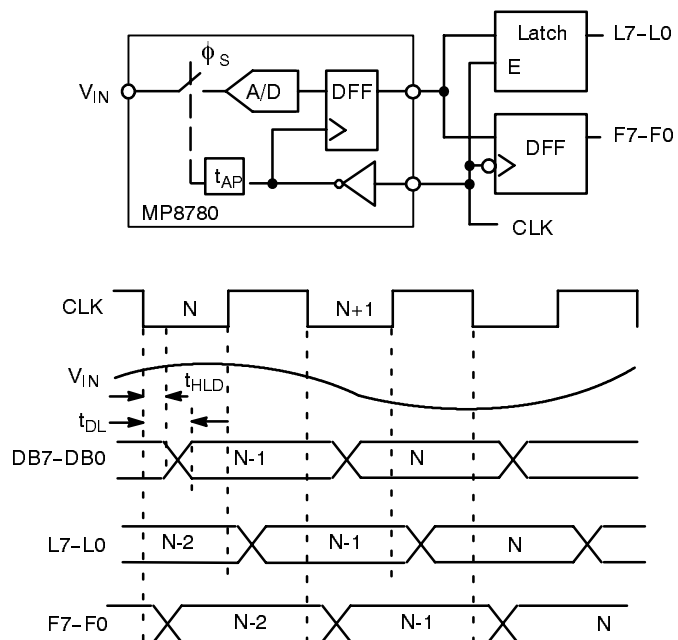 ϕS
VIN
A/D
DFF
tAP
MP8780
Latch
E
L7-L0
DFF
F7-F0
CLK
CLK
N
N+1
VIN
tHLD
tDL
DB7-DB0
N-1
N
L7-L0
N-2
N-1
N
F7-F0
N-2
N-1
N